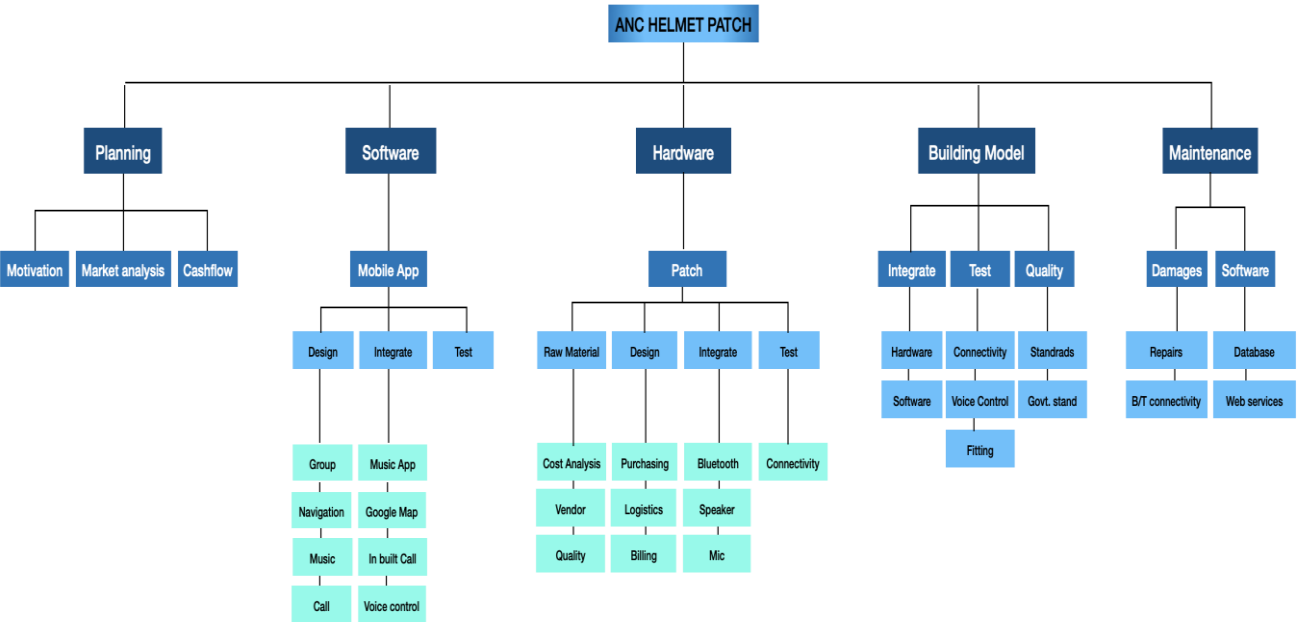 ANC HELMET PATCH
Planning
Software
Hardware
Building Model
Maintenance
Motivation
Market analysis
Cashflow
Mobile App
Patch
Integrate
Test
Quality
Damages
Software
Design
Integrate
Test
Raw Material
Design
Integrate
Test
Hardware
Connectivity
Standrads
Repairs
Database
Software
Voice Control
Govt. stand
B/T connectivity
Web services
Fitting
Group
Music App
Cost Analysis
Purchasing
Bluetooth
Connectivity
Navigation
Google Map
Vendor
Logistics
Speaker
Music
In built Call
Quality
Billing
Mic
Call
Voice control